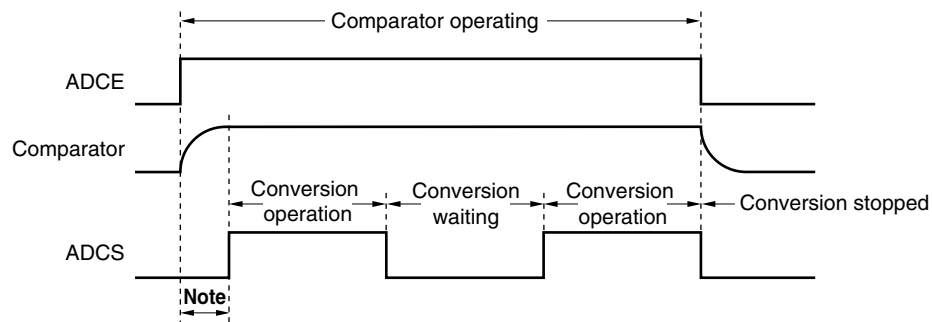 Comparator operating
ADCE
Comparator
Conversion
operation
Conversion
waiting
Conversion
operation
Conversion stopped
ADCS
Note